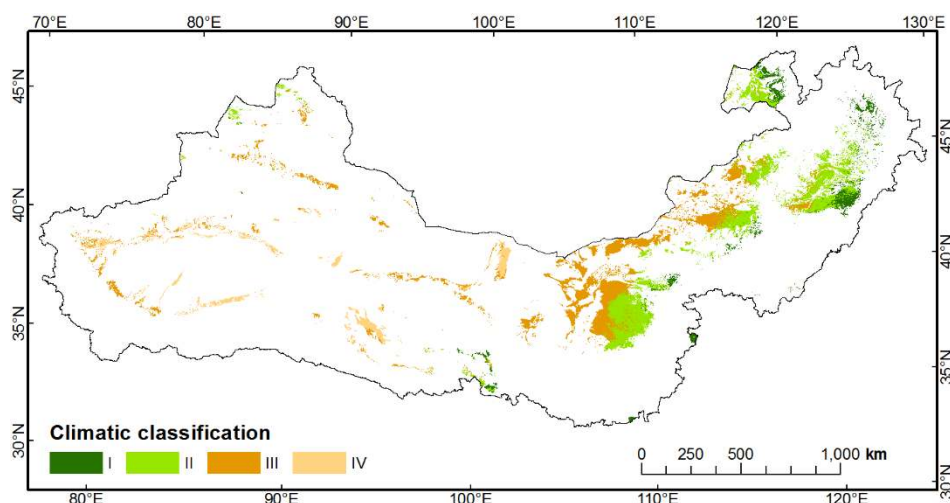 70°E 80°E 90°E 100°E 110°E 120°E 130°E
45°N 45°N
40°N 40°N
35°N 35°N
30°N 30°N
Climatic classification
I II III IV
0 250 500 1,000 km
80°E 90°E 100°E 110°E 120°E